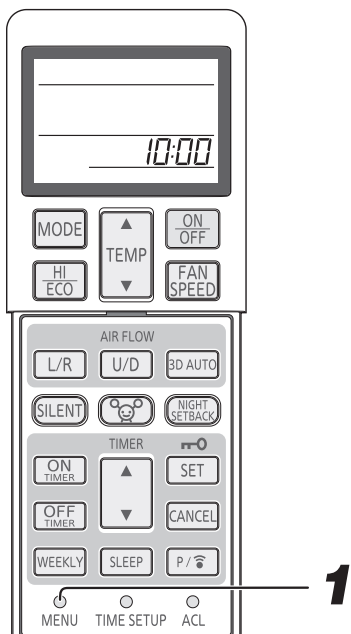 10:00
MODE
TEMP
ON
OFF
HI
ECO
FAN
SPEED
AIR FLOW
L/R
U/D
3D AUTO
SILENT
NIGHT
SETBACK
TIMER
ON
TIMER
SET
OFF
TIMER
CANCEL
WEEKLY
SLEEP
P/
1
MENU
TIME SETUP
ACL